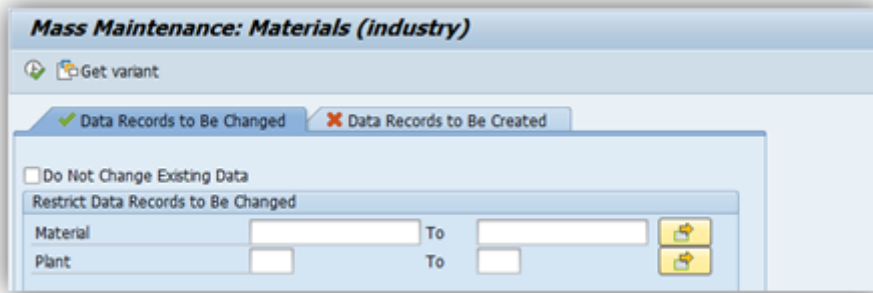 Mass Maintenance: Materials (industry)
Get variant
Data Records to Be Changed Data Records to Be Created
Do Not Change Existing Data
Restrict Data Records to Be Changed
Material To
Plant To